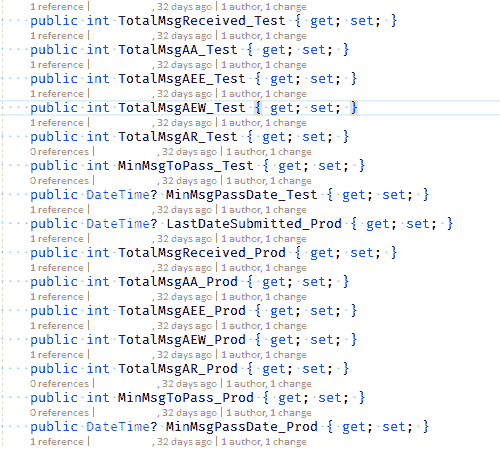 1 reference | , 32 days ago | 1 author, 1 change
public int TotalMsgReceived_Test { get; set; }
1 reference | , 32 days ago | 1 author, 1 change
public int TotalMsgAA_Test { get; set; }
1 reference | , 32 days ago | 1 author, 1 change
public int TotalMsgAEE_Test { get; set; }
1 reference | , 32 days ago | 1 author, 1 change
public int TotalMsgAEW_Test { get; set; }
1 reference | , 32 days ago | 1 author, 1 change
public int TotalMsgAR_Test { get; set; }
0 references | , 32 days ago | 1 author, 1 change
public int MinMsgToPass_Test { get; set; }
0 references | , 32 days ago | 1 author, 1 change
public DateTime? MinMsgPassDate_Test { get; set; }
1 reference | , 32 days ago | 1 author, 1 change
public DateTime? LastDateSubmitted_Prod { get; set; }
1 reference | , 32 days ago | 1 author, 1 change
public int TotalMsgReceived_Prod { get; set; }
1 reference | , 32 days ago | 1 author, 1 change
public int TotalMsgAA_Prod { get; set; }
1 reference | , 32 days ago | 1 author, 1 change
public int TotalMsgAEE_Prod { get; set; }
1 reference | , 32 days ago | 1 author, 1 change
public int TotalMsgAEW_Prod { get; set; }
1 reference | , 32 days ago | 1 author, 1 change
public int TotalMsgAR_Prod { get; set; }
0 references | , 32 days ago | 1 author, 1 change
public int MinMsgToPass_Prod { get; set; }
0 references | , 32 days ago | 1 author, 1 change
public DateTime? MinMsgPassDate_Prod { get; set; }
1 reference | , 32 days ago | 1 author, 1 change